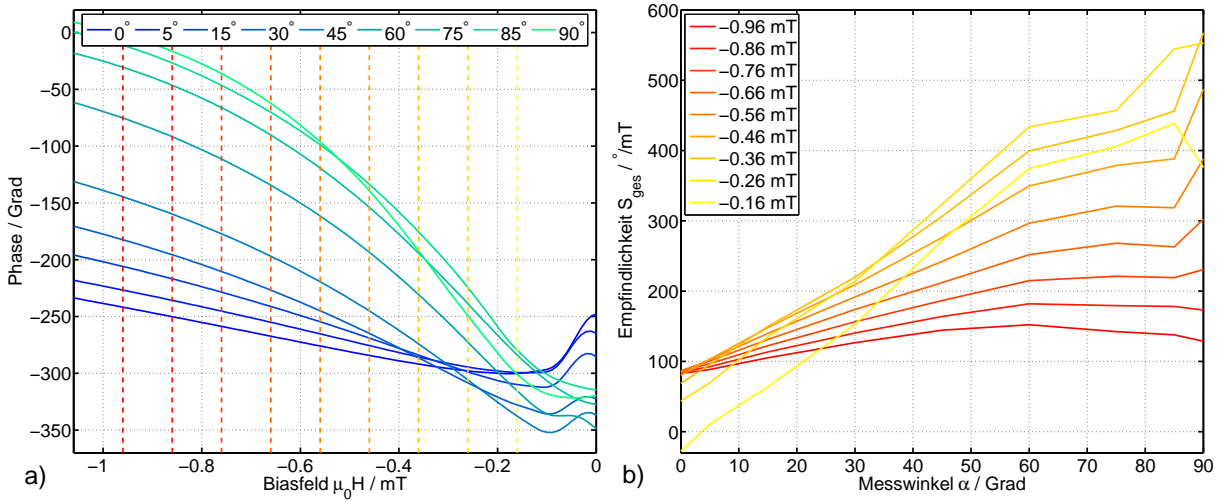 0° 5° 15° 30° 45° 60° 75° 85° 90°
0
−50
−100
−150
−200
−250
−300
−350
Phase / Grad
−1 −0.8 −0.6 −0.4 −0.2 0
Biasfeld μ₀H / mT
a)
−0.96 mT
−0.86 mT
−0.76 mT
−0.66 mT
−0.56 mT
−0.46 mT
−0.36 mT
−0.26 mT
−0.16 mT
600
500
400
300
200
100
0
Empfindlichkeit S_ges / °/mT
0 10 20 30 40 50 60 70 80 90
Messwinkel α / Grad
b)